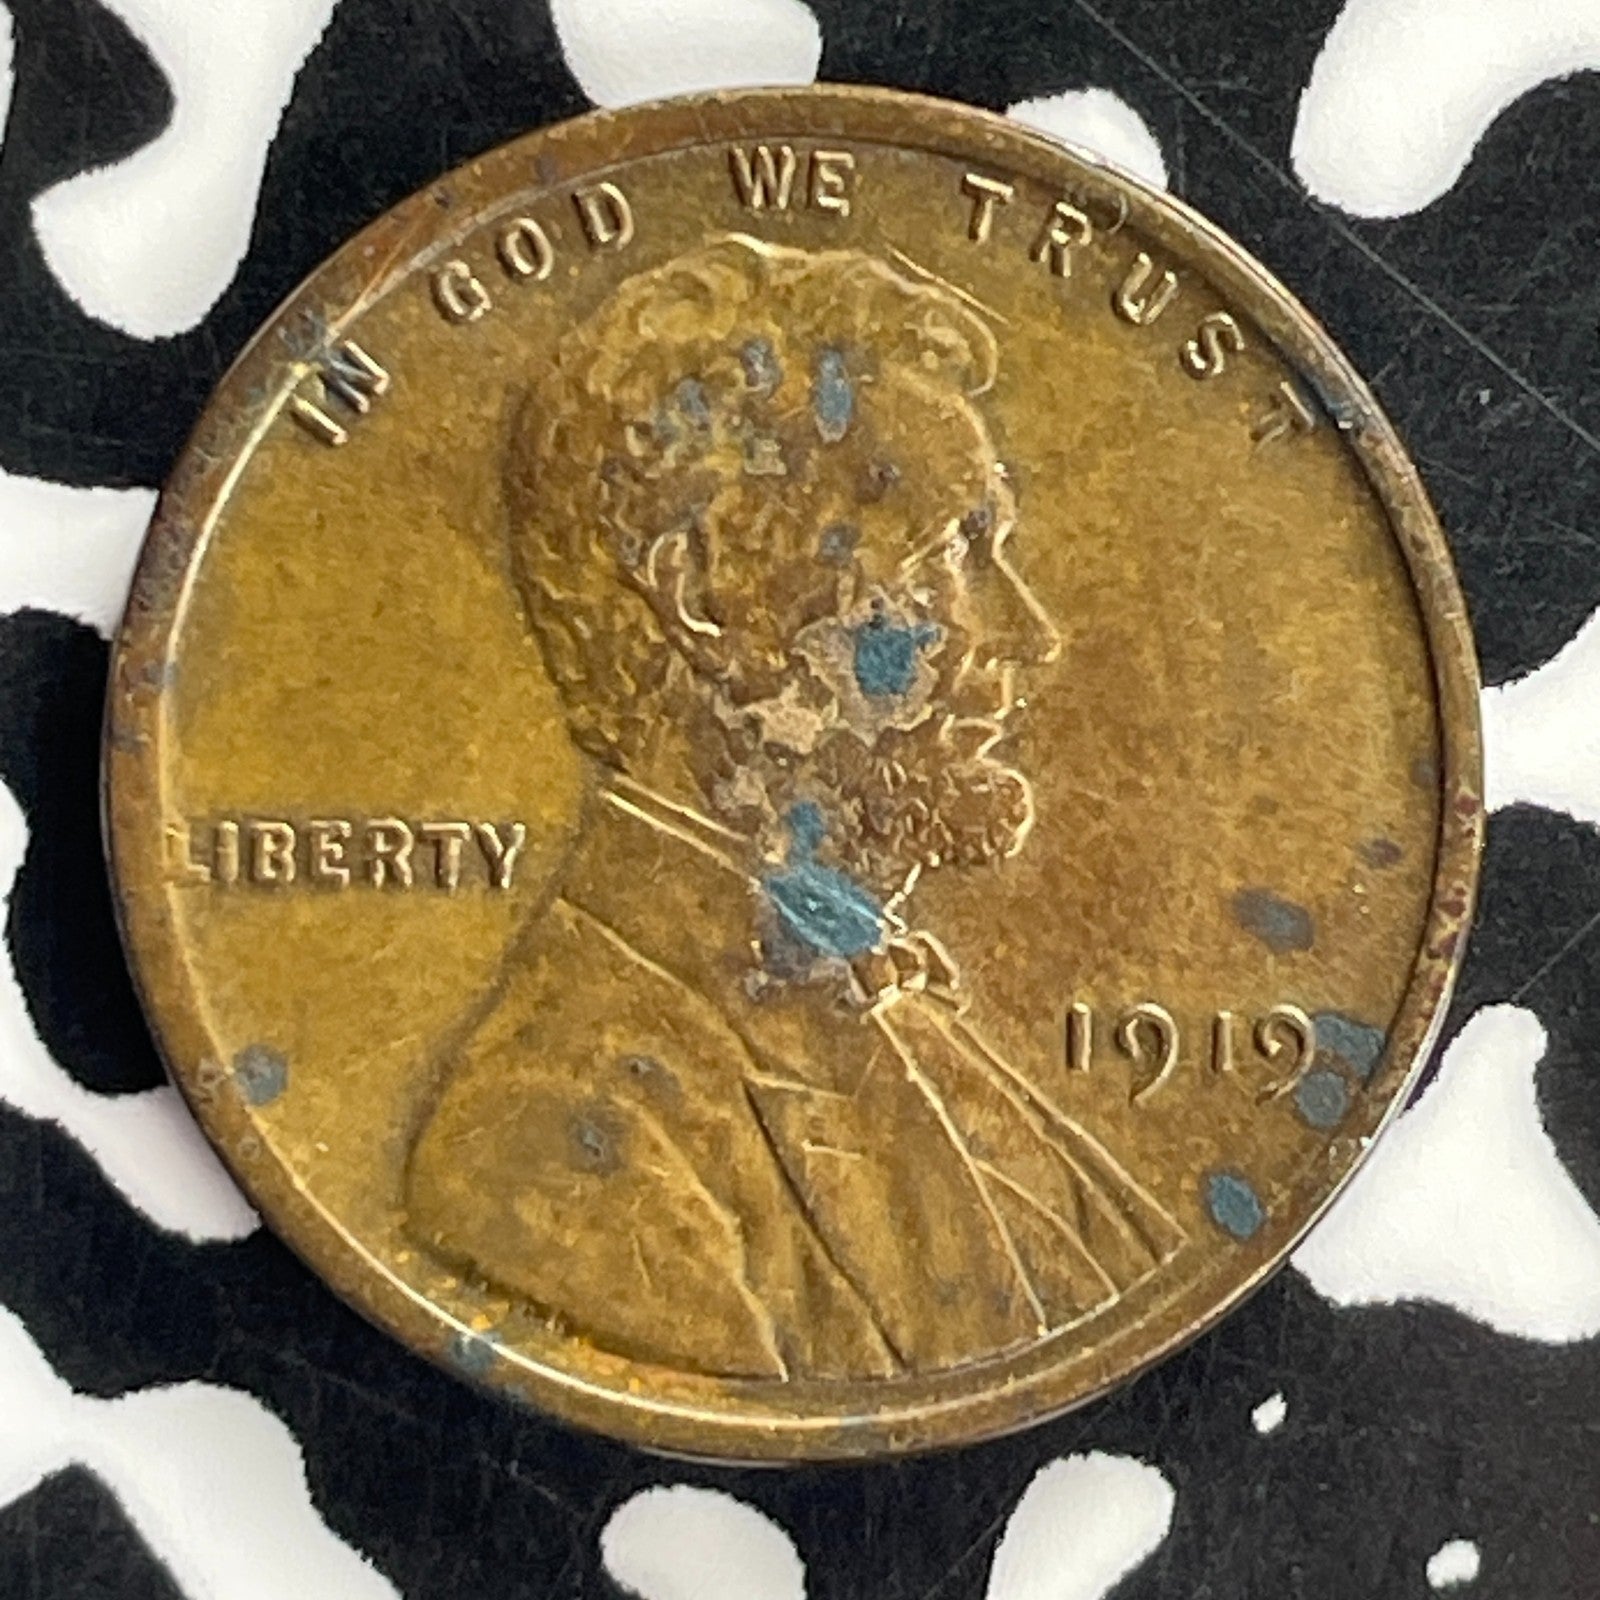 IN GOD WE TRUST
LIBERTY
1919